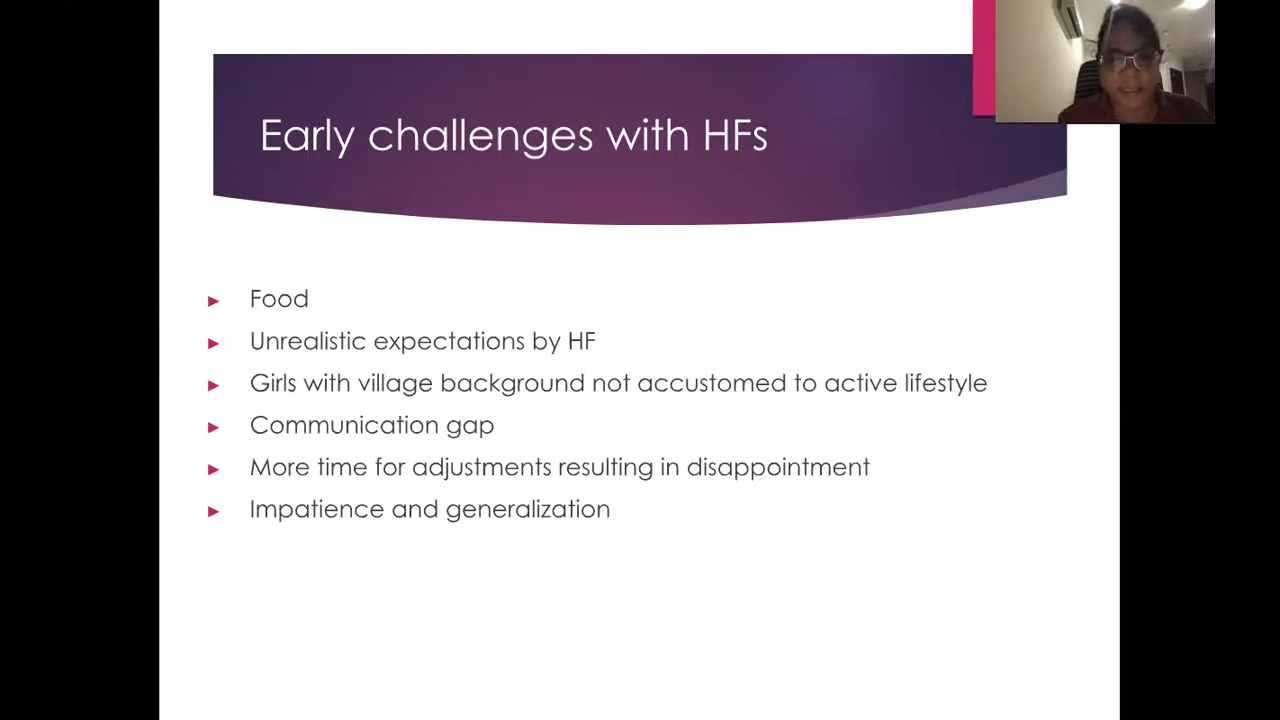 Early challenges with HFs
Food
Unrealistic expectations by HF
Girls with village background not accustomed to active lifestyle
Communication gap
More time for adjustments resulting in disappointment
Impatience and generalization